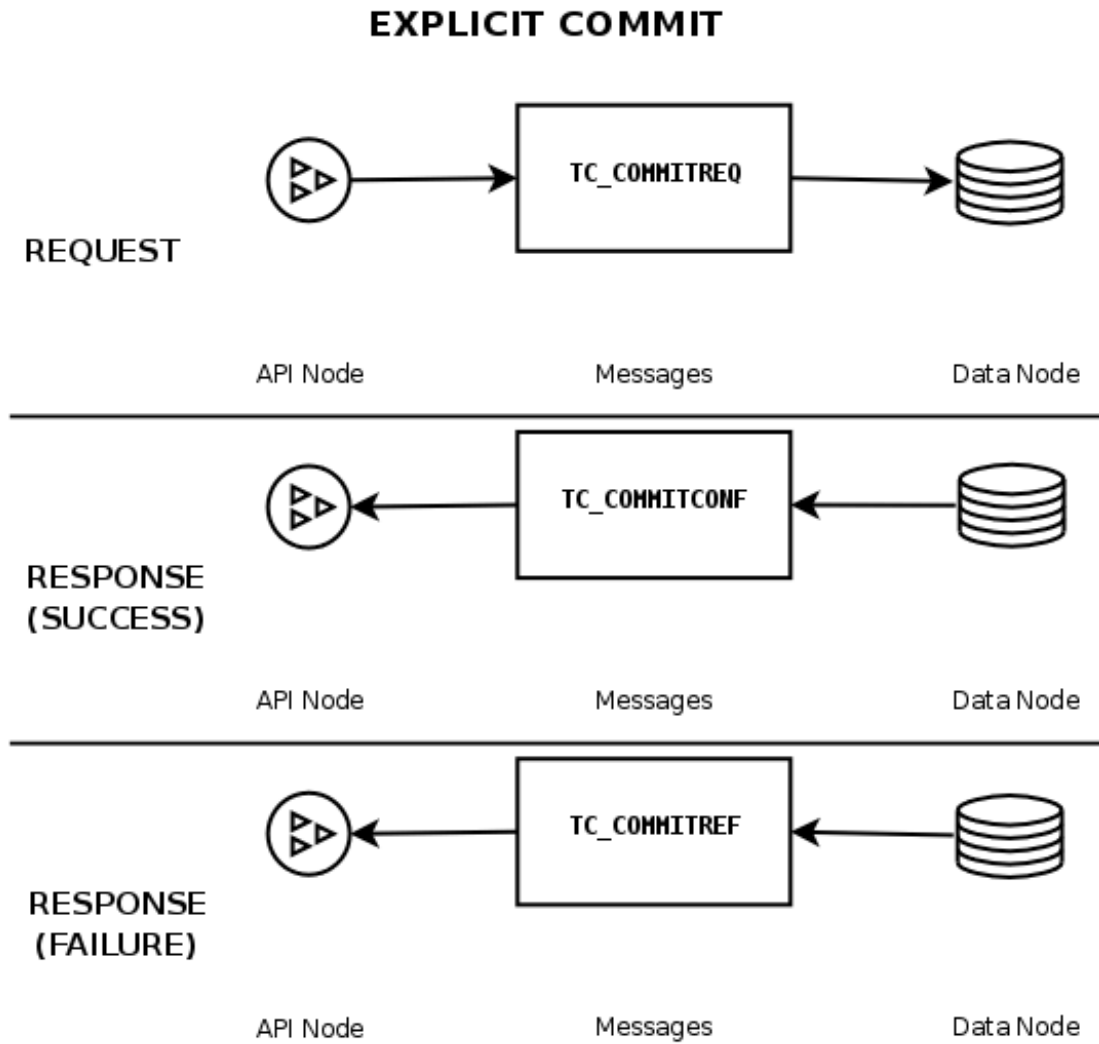 EXPLICIT COMMIT
TC_COMMITREQ
REQUEST
API Node Messages Data Node
TC_COMMITCONF
RESPONSE
(SUCCESS)
API Node Messages Data Node
TC_COMMITREF
RESPONSE
(FAILURE)
API Node Messages Data Node